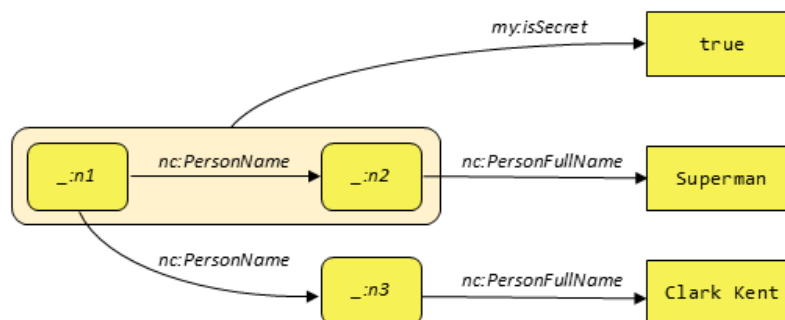 my:isSecret
true
_:n1
nc:PersonName
_:n2
nc:PersonFullName
Superman
nc:PersonName
_:n3
nc:PersonFullName
Clark Kent